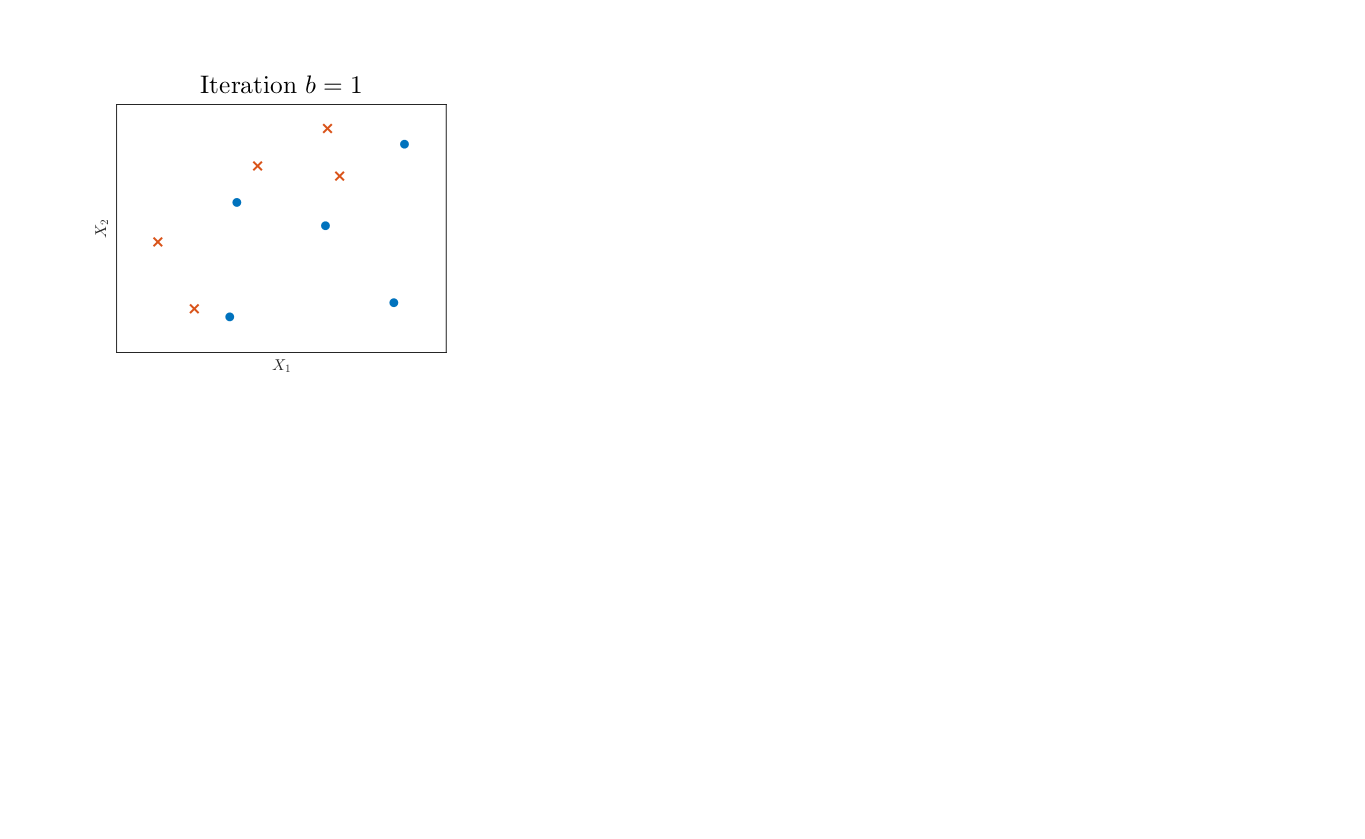 Iteration b = 1
X₂
X₁